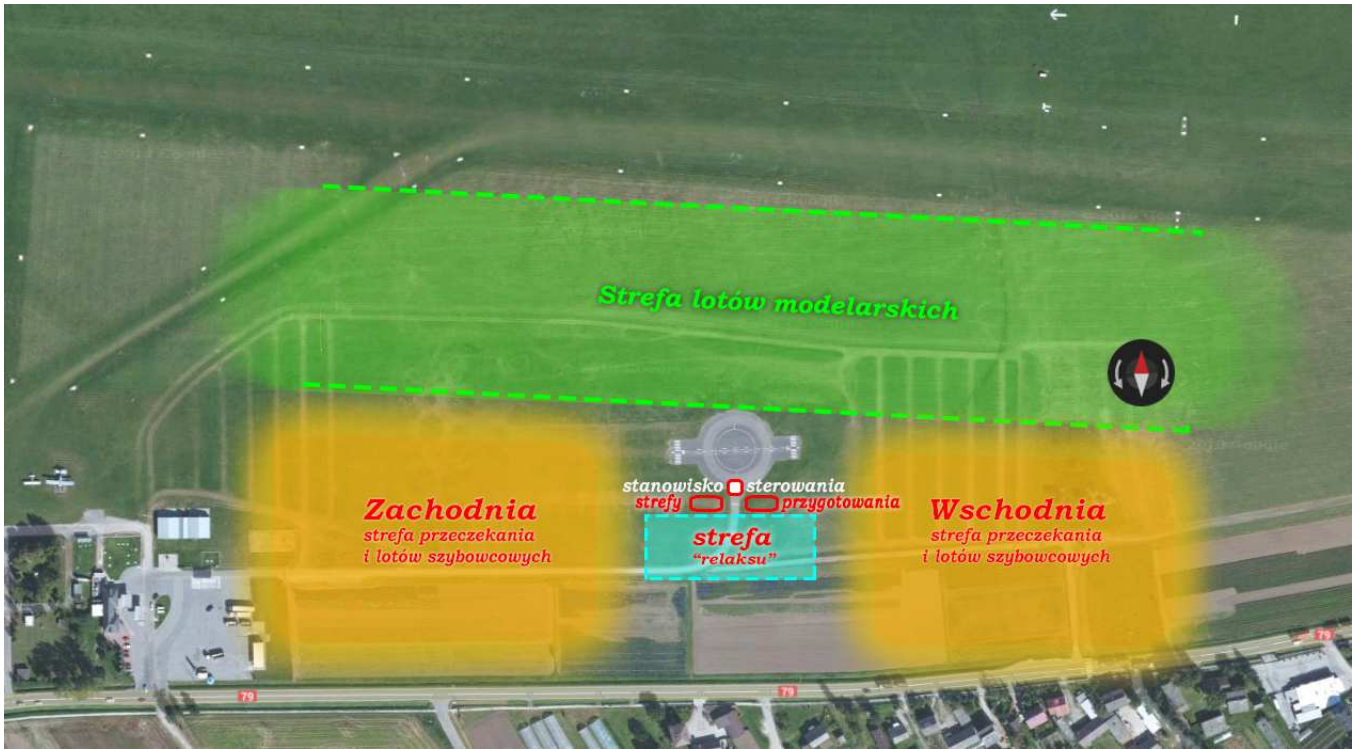 Strefa lotów modelarskich
stanowisko sterowania
strefy przygotowania
Zachodnia
strefa przeczekania
i lotów szybowcowych
strefa
"relaksu"
Wschodnia
strefa przeczekania
i lotów szybowcowych
79
79
79